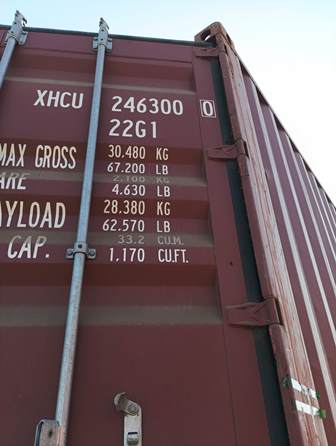 XHCU 246300 0
22G1
MAX GROSS 30.480 KG
67.200 LB
ARE 2.100 KG
4.630 LB
AYLOAD 28.380 KG
62.570 LB
CAP. 33.2 CU.M.
1.170 CU.FT.